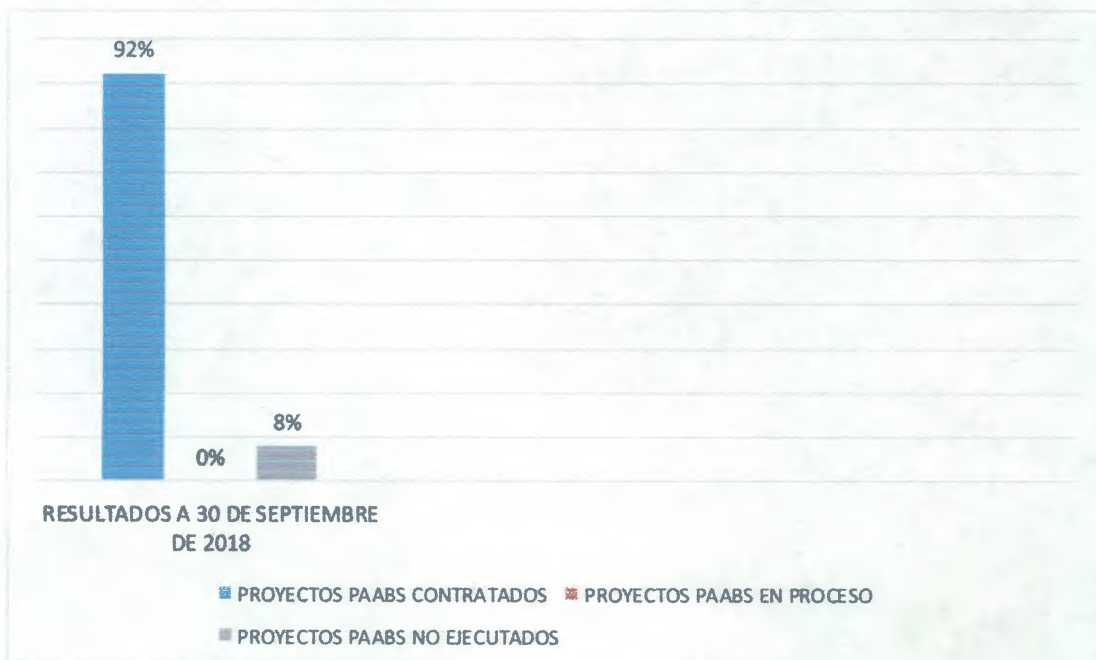 92%
0%
8%
RESULTADOS A 30 DE SEPTIEMBRE
DE 2018
PROYECTOS PAABS CONTRATADOS PROYECTOS PAABS EN PROCESO
PROYECTOS PAABS NO EJECUTADOS